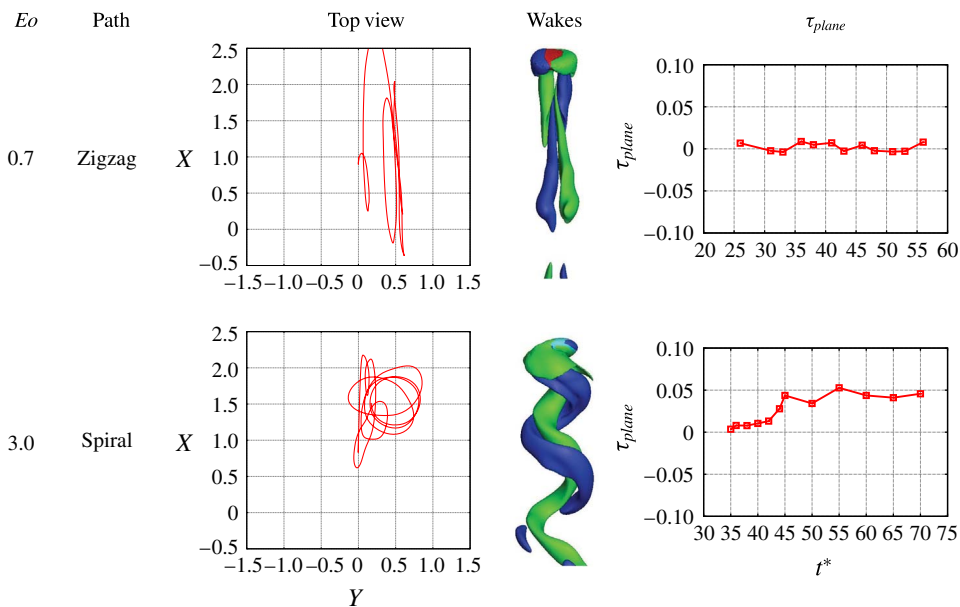 Eo Path Top view Wakes τplane
0.7 Zigzag
X
2.5
2.0
1.5
1.0
0.5
0
−0.5
−1.5 −1.0 −0.5 0 0.5 1.0 1.5
τplane
0.10
0.05
0
−0.05
−0.10
20 25 30 35 40 45 50 55 60
3.0 Spiral
X
2.5
2.0
1.5
1.0
2.5
0
−0.5
−1.5 −1.0 −0.5 0 0.5 1.0 1.5
Y
τplane
0.10
0.05
0
−0.05
−0.10
30 35 40 45 50 55 60 65 70 75
t*